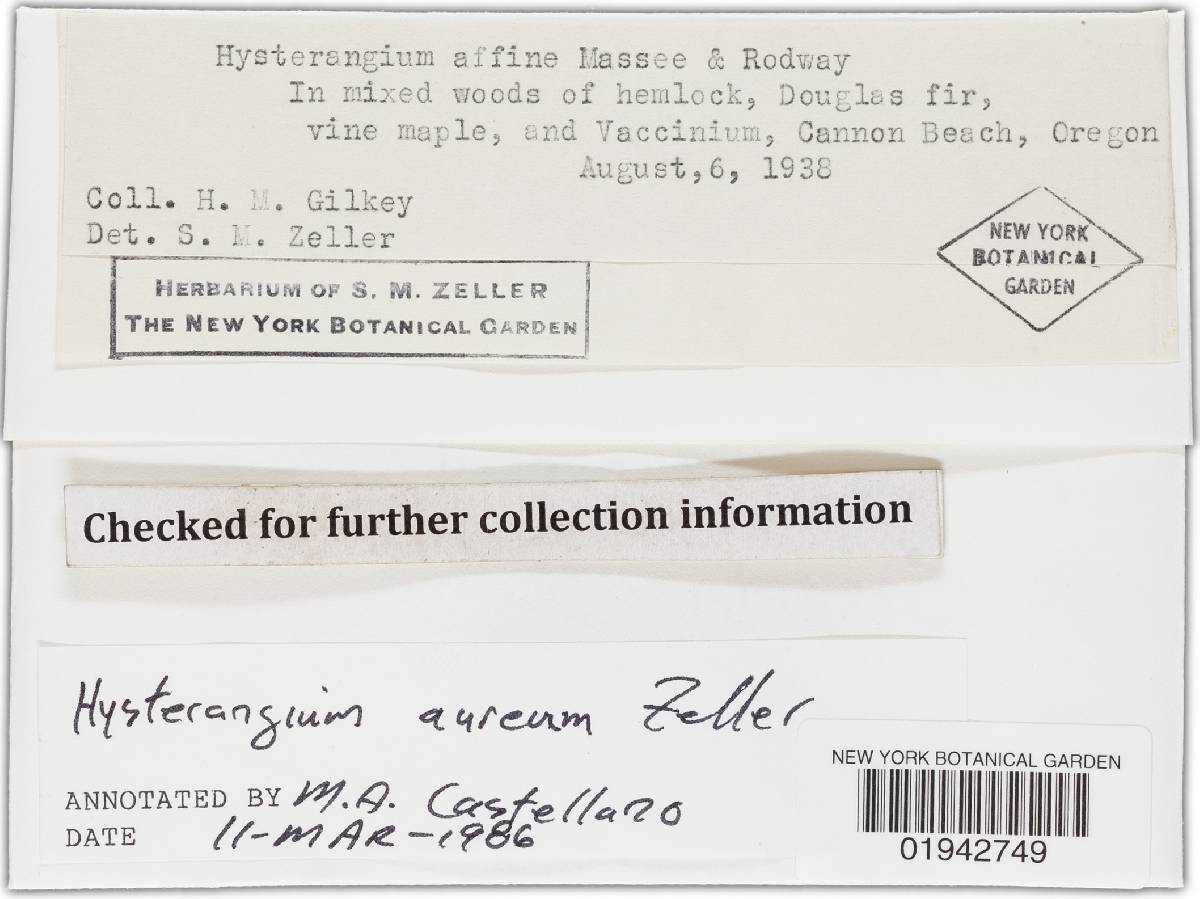 Hysterangium affine Massee & Rodway
In mixed woods of hemlock, Douglas fir,
vine maple, and Vaccinium, Cannon Beach, Oregon
August,6, 1938
Coll. H. M. Gilkey
Det. S. M. Zeller
HERBARIUM OF S. M. ZELLER
THE NEW YORK BOTANICAL GARDEN
NEW YORK
BOTANICAL
GARDEN
Checked for further collection information
Hysterangium aureum Zeller
ANNOTATED BY M.A. Castellano
DATE 11-MAR-1986
NEW YORK BOTANICAL GARDEN
01942749